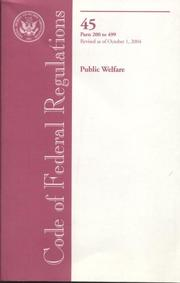 45
Parts 200 to 499
Revised as of October 1, 2004
Public Welfare
Code of Federal Regulations